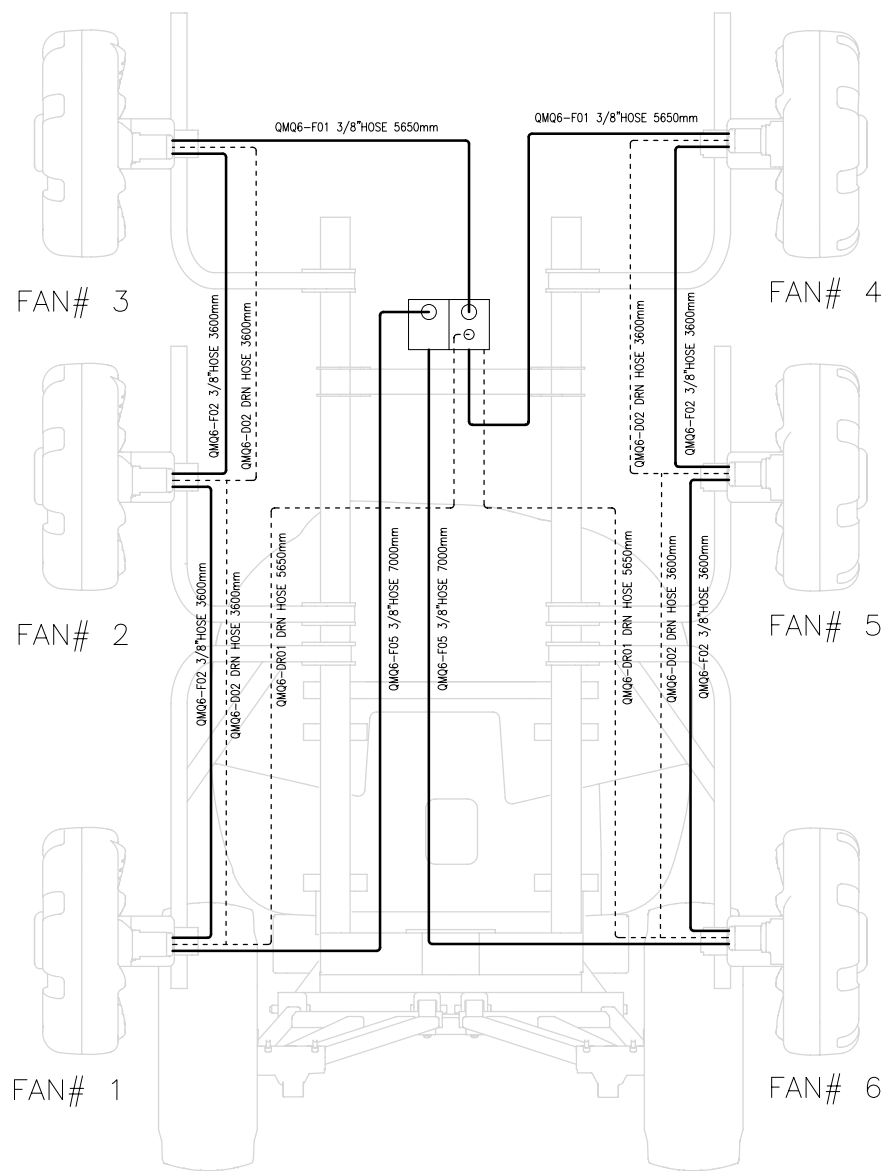 QMQ6-F01 3/8"HOSE 5650mm
QMQ6-F01 3/8"HOSE 5650mm
FAN# 3
FAN# 4
QMQ6-F02 3/8"HOSE 3600mm
QMQ6-D02 DRN HOSE 3600mm
QMQ6-D02 DRN HOSE 3600mm
QMQ6-F02 3/8"HOSE 3600mm
FAN# 2
FAN# 5
QMQ6-F02 3/8"HOSE 3600mm
QMQ6-D02 DRN HOSE 3600mm
QMQ6-DR01 DRN HOSE 5650mm
QMQ6-F05 3/8"HOSE 7000mm
QMQ6-F05 3/8"HOSE 7000mm
QMQ6-DR01 DRN HOSE 5650mm
QMQ6-D02 DRN HOSE 3600mm
QMQ6-F02 3/8"HOSE 3600mm
FAN# 1
FAN# 6